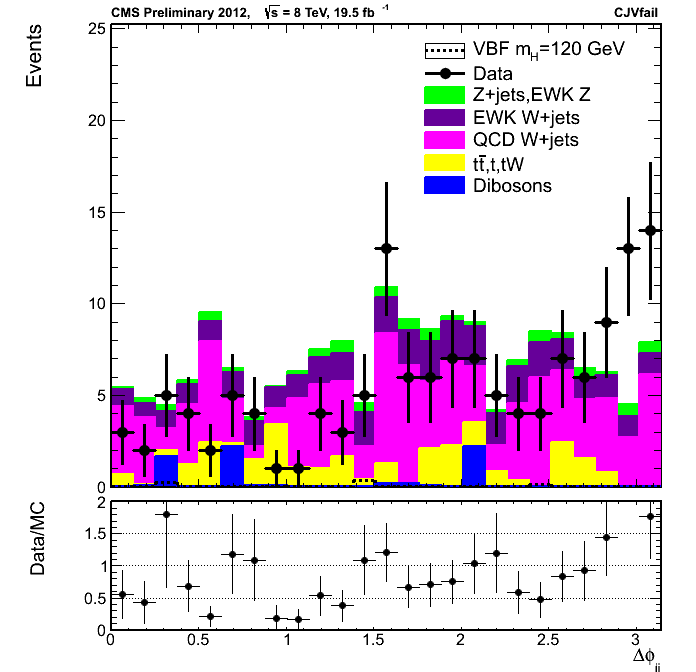 CMS Preliminary 2012, √s = 8 TeV, 19.5 fb⁻¹ CJVfail
Events
25
20
15
10
5
0
VBF m_H=120 GeV
Data
Z+jets,EWK Z
EWK W+jets
QCD W+jets
tt̄,t,tW
Dibosons
Data/MC
2
1.5
1
0.5
0
0 0.5 1 1.5 2 2.5 3
Δϕ_jj